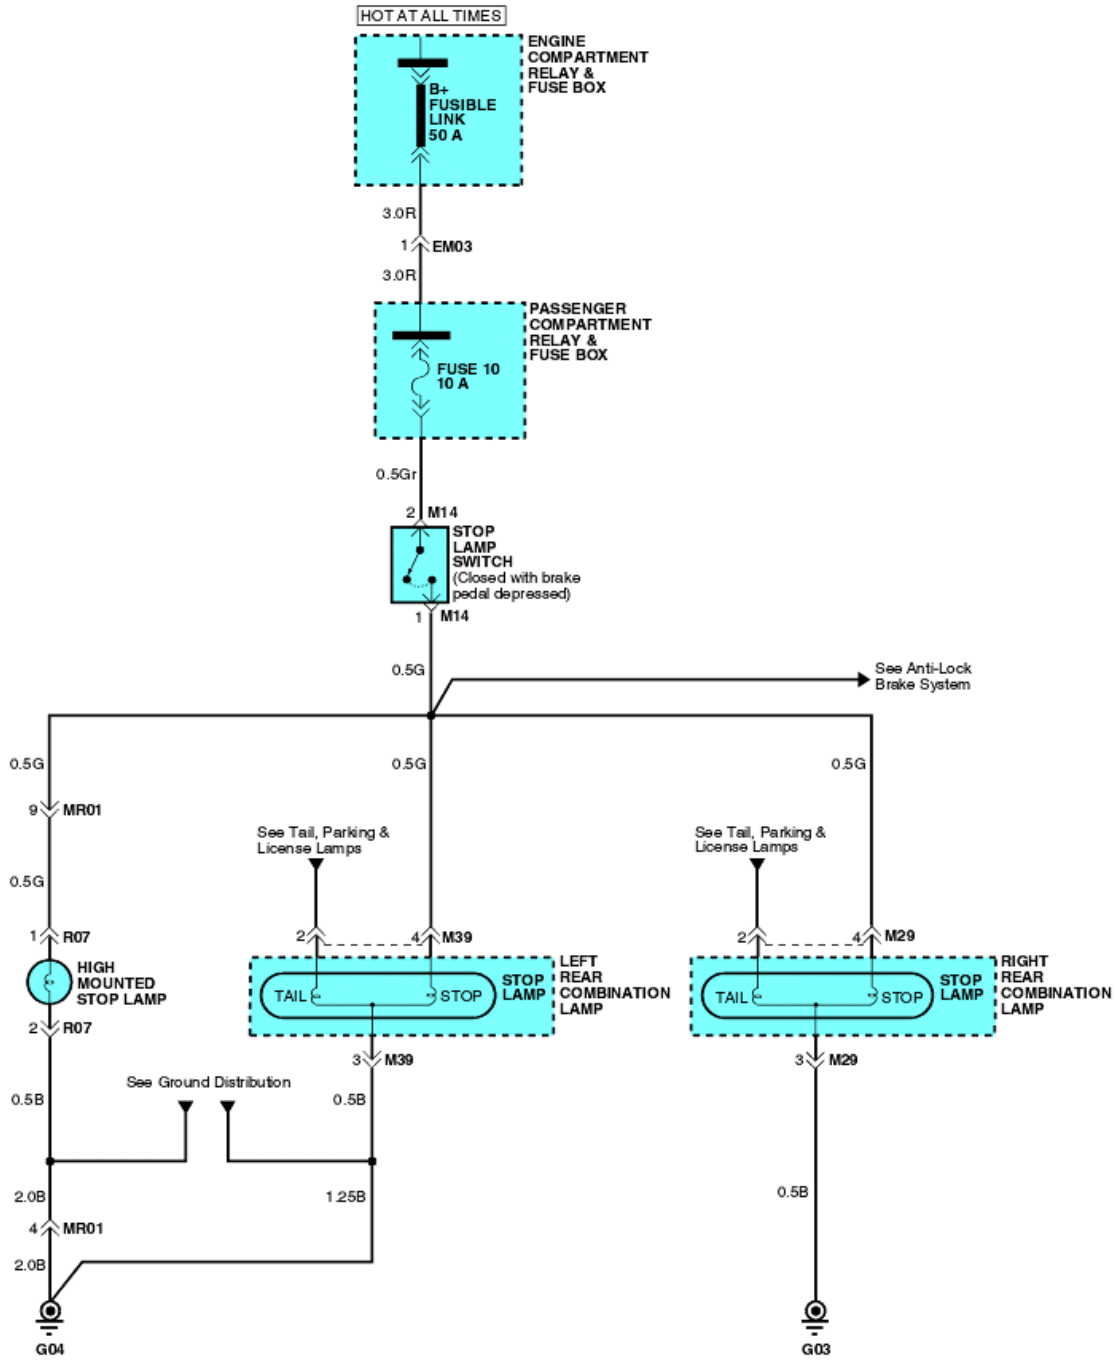 HOT AT ALL TIMES
ENGINE
COMPARTMENT
RELAY &
FUSE BOX
B+
FUSIBLE
LINK
50 A
3.0R
1 EM03
3.0R
PASSENGER
COMPARTMENT
RELAY &
FUSE BOX
FUSE 10
10 A
0.5Gr
2 M14
STOP
LAMP
SWITCH
(Closed with brake
pedal depressed)
1 M14
0.5G
See Anti-Lock
Brake System
0.5G
0.5G
0.5G
9 MR01
See Tail, Parking &
License Lamps
See Tail, Parking &
License Lamps
0.5G
1 R07
2
4 M39
2
4 M29
HIGH
MOUNTED
STOP LAMP
TAIL
STOP
STOP
LAMP
LEFT
REAR
COMBINATION
LAMP
TAIL
STOP
STOP
LAMP
RIGHT
REAR
COMBINATION
LAMP
2 R07
3 M39
3 M29
See Ground Distribution
0.5B
0.5B
2.0B
1.25B
0.5B
4 MR01
2.0B
G04
G03